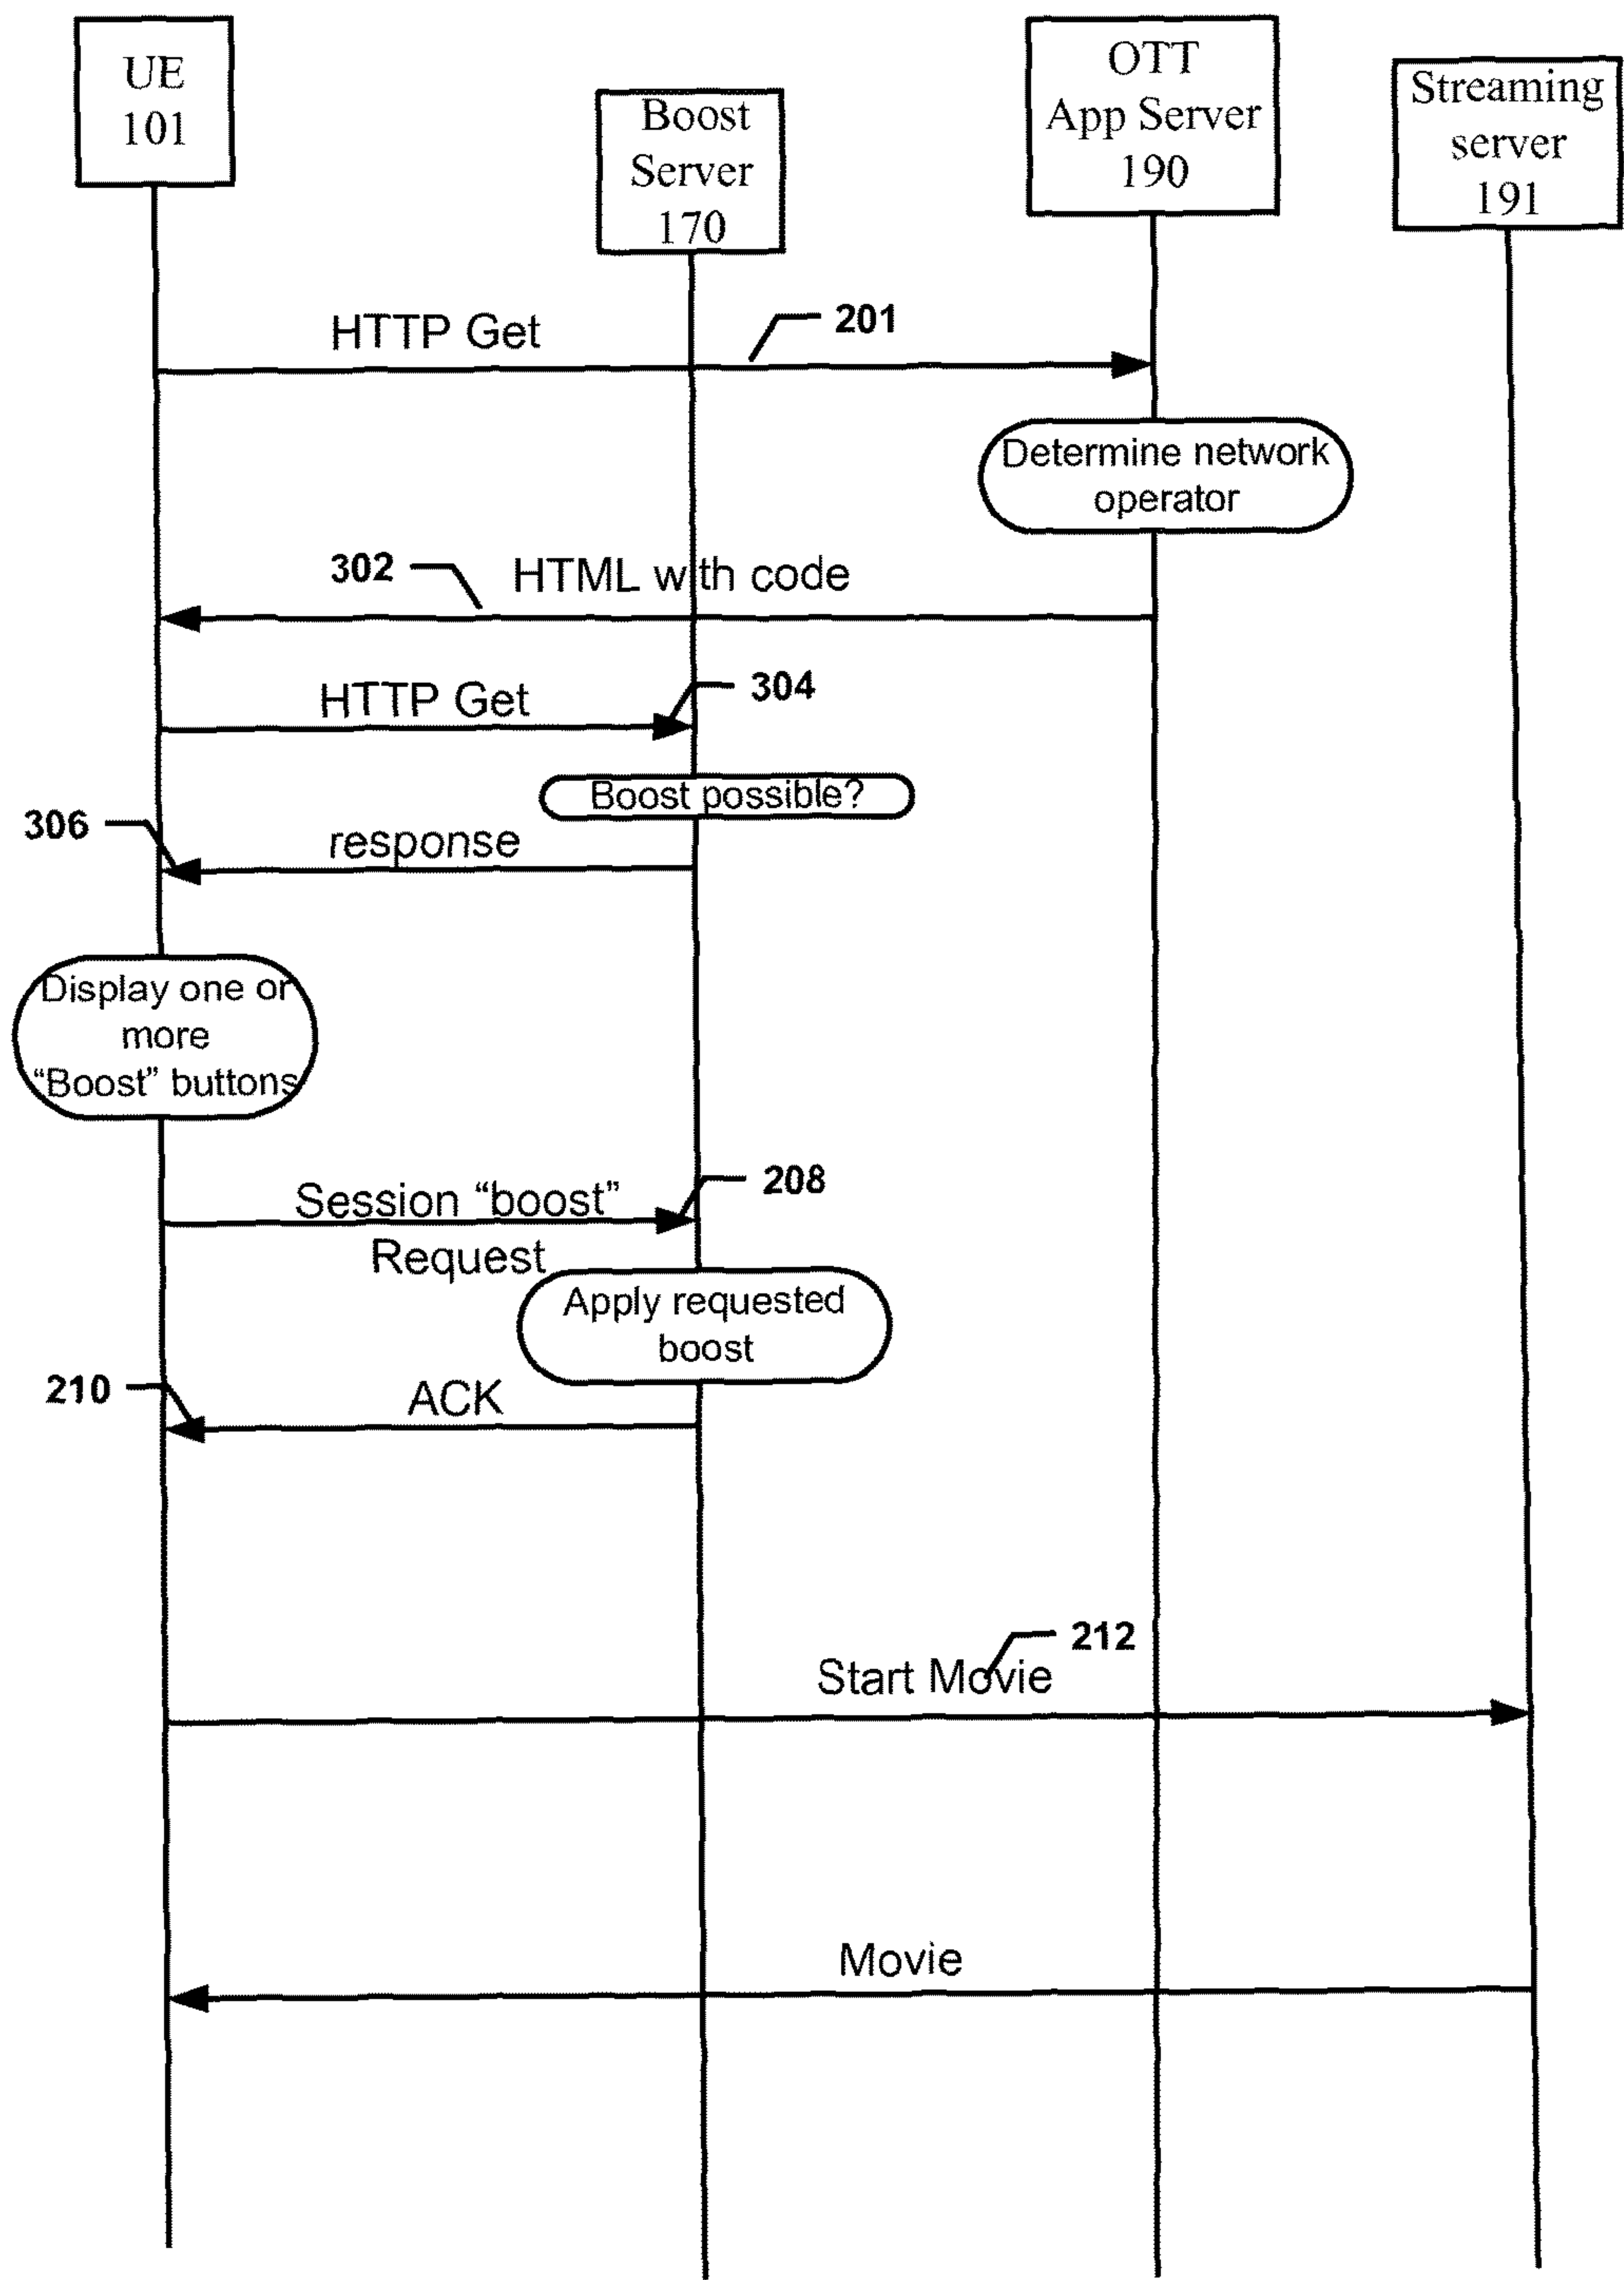 UE
101
Boost
Server
170
OTT
App Server
190
Streaming
server
191
HTTP Get
201
Determine network
operator
302
HTML with code
HTTP Get
304
Boost possible?
306
response
Display one or
more
“Boost” buttons
Session “boost”
Request
208
Apply requested
boost
210
ACK
212
Start Movie
Movie